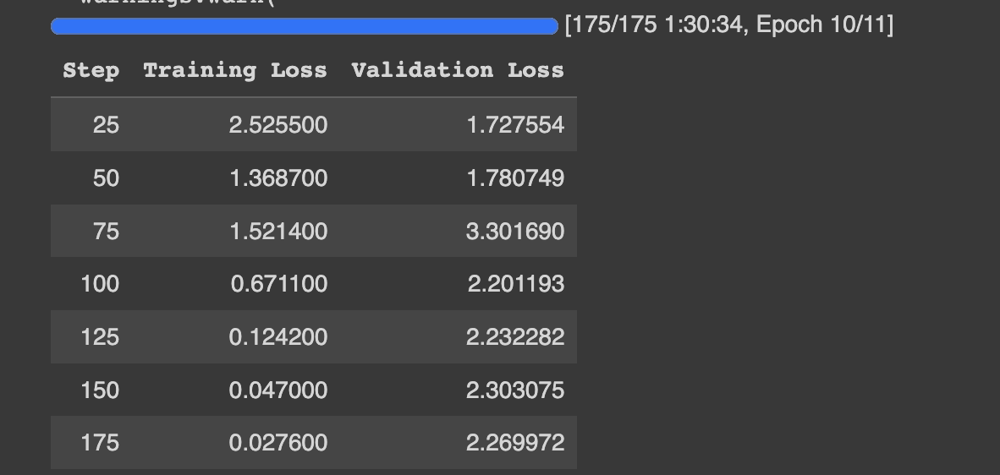 [175/175 1:30:34, Epoch 10/11]
Step Training Loss Validation Loss
25 2.525500 1.727554
50 1.368700 1.780749
75 1.521400 3.301690
100 0.671100 2.201193
125 0.124200 2.232282
150 0.047000 2.303075
175 0.027600 2.269972